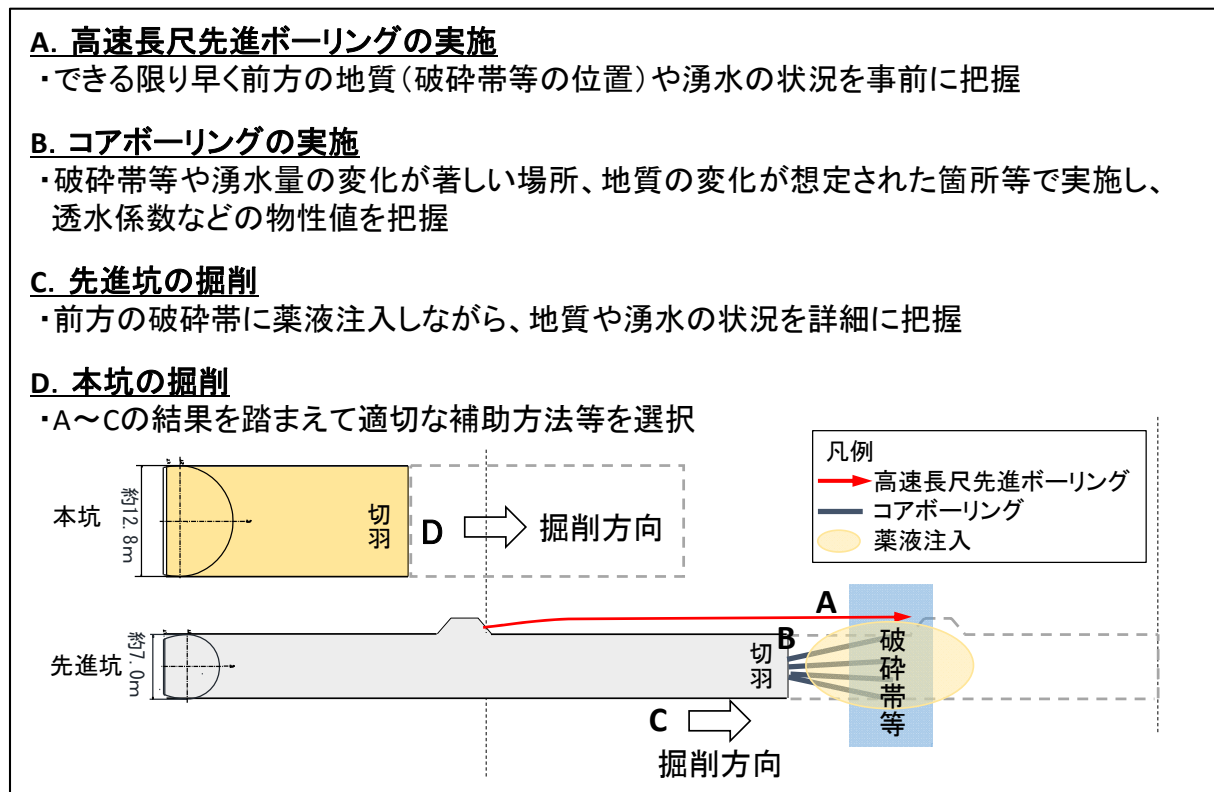 A. 高速長尺先進ボーリングの実施
・できる限り早く前方の地質（破砕帯等の位置）や湧水の状況を事前に把握
B. コアボーリングの実施
・破砕帯等や湧水量の変化が著しい場所、地質の変化が想定された箇所等で実施し、
透水係数などの物性値を把握
C. 先進坑の掘削
・前方の破砕帯に薬液注入しながら、地質や湧水の状況を詳細に把握
D. 本坑の掘削
・A～Cの結果を踏まえて適切な補助方法等を選択
凡例
高速長尺先進ボーリング
コアボーリング
薬液注入
本坑
約12.8m
切羽
D
掘削方向
A
B
先進坑
約7.0m
切羽
破砕帯等
C
掘削方向